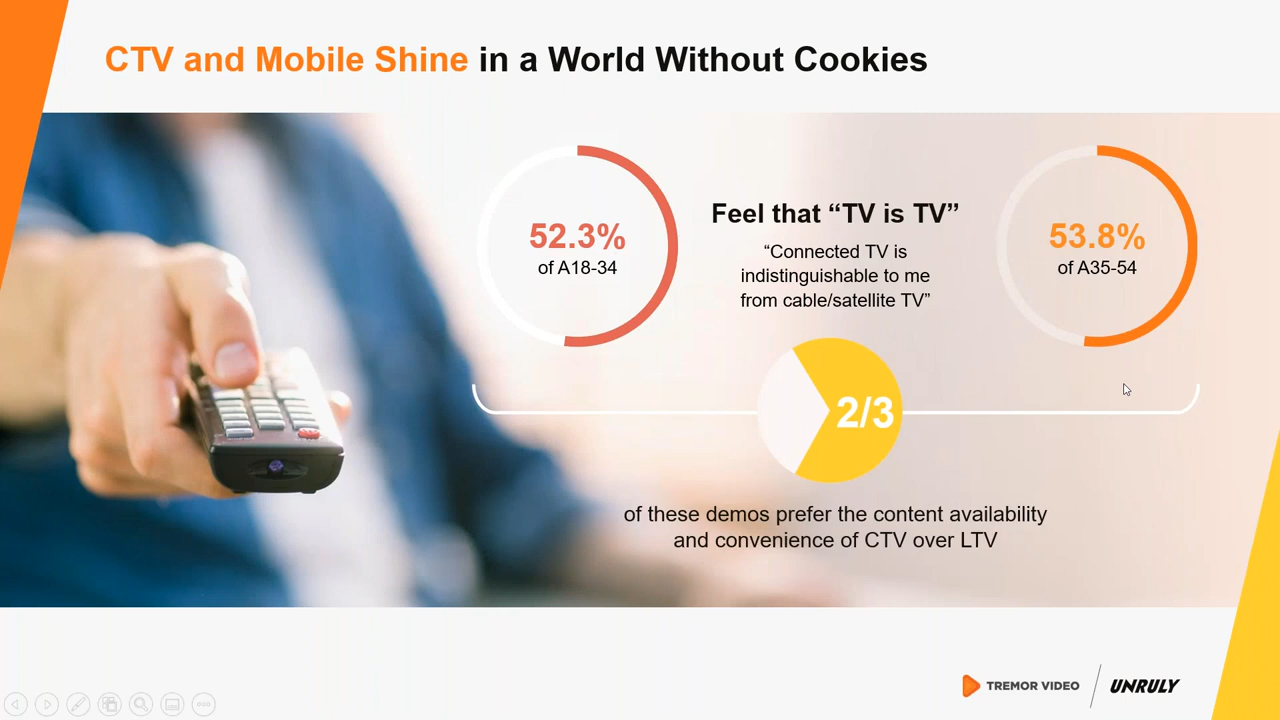 CTV and Mobile Shine in a World Without Cookies
52.3%
of A18-34
Feel that “TV is TV”
“Connected TV is
indistinguishable to me
from cable/satellite TV”
53.8%
of A35-54
2/3
of these demos prefer the content availability
and convenience of CTV over LTV
TREMOR VIDEO
UNRULY